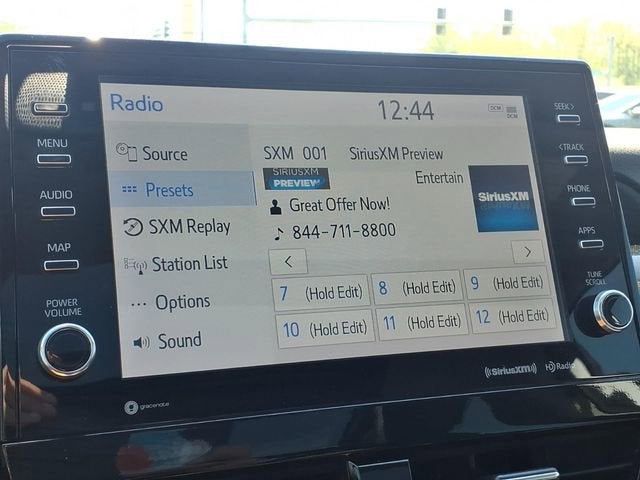 Radio 12:44 DCM
DCM
SEEK>
MENU
Source SXM 001 SiriusXM Preview <TRACK
SIRIUSXM
PREVIEW Entertain SiriusXM
AUDIO Presets Great Offer Now! PHONE
SXM Replay 844-711-8800 APPS
MAP Station List < >
TUNE
SCROLL
POWER
VOLUME Options 7 (Hold Edit) 8 (Hold Edit) 9 (Hold Edit)
Sound 10 (Hold Edit) 11 (Hold Edit) 12 (Hold Edit)
((SiriusXM)) HD Radio
gracenote